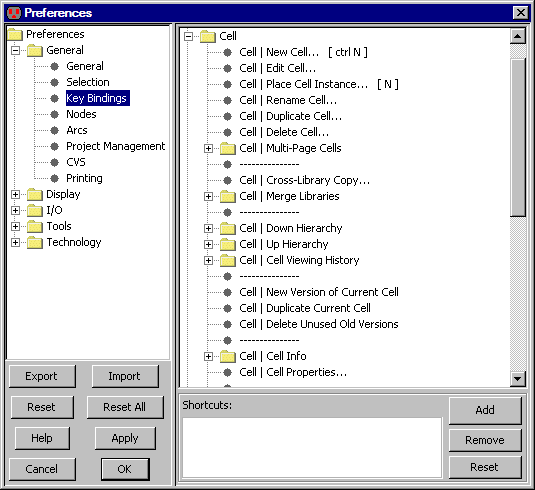 Preferences
Preferences
General
General
Selection
Key Bindings
Nodes
Arcs
Project Management
CVS
Printing
Display
I/O
Tools
Technology
Export Import
Reset Reset All
Help Apply
Cancel OK
Cell
Cell | New Cell... [ ctrl N ]
Cell | Edit Cell...
Cell | Place Cell Instance... [ N ]
Cell | Rename Cell...
Cell | Duplicate Cell...
Cell | Delete Cell...
Cell | Multi-Page Cells
---------------
Cell | Cross-Library Copy...
Cell | Merge Libraries
---------------
Cell | Down Hierarchy
Cell | Up Hierarchy
Cell | Cell Viewing History
---------------
Cell | New Version of Current Cell
Cell | Duplicate Current Cell
Cell | Delete Unused Old Versions
---------------
Cell | Cell Info
Cell | Cell Properties...
Shortcuts:
Add
Remove
Reset